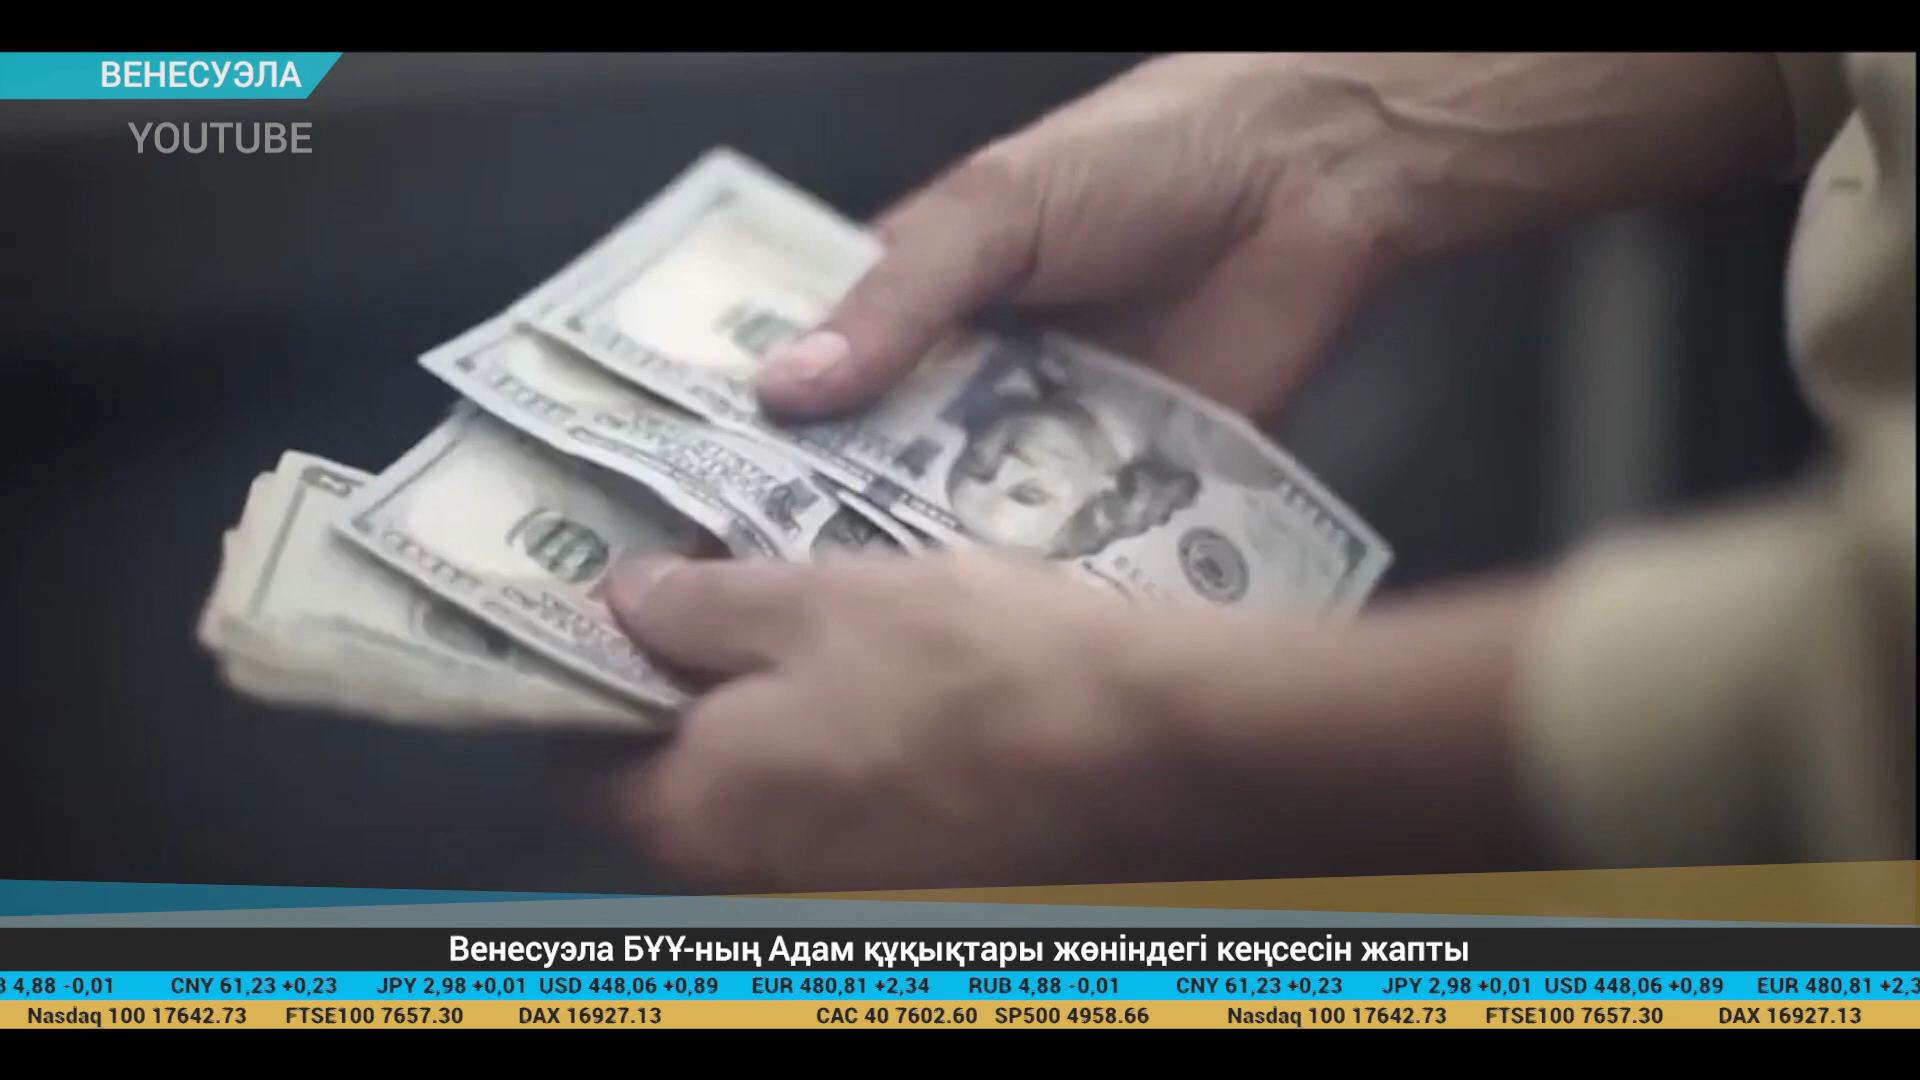 ВЕНЕСУЭЛА
YOUTUBE
Венесуэла БҰҰ-ның Адам құқықтары жөніндегі кеңсесін жапты
4,88 -0,01 CNY 61,23 +0,23 JPY 2,98 +0,01 USD 448,06 +0,89 EUR 480,81 +2,34 RUB 4,88 -0,01 CNY 61,23 +0,23 JPY 2,98 +0,01 USD 448,06 +0,89 EUR 480,81 +2,3
Nasdaq 100 17642.73 FTSE100 7657.30 DAX 16927.13 CAC 40 7602.60 SP500 4958.66 Nasdaq 100 17642.73 FTSE100 7657.30 DAX 16927.13